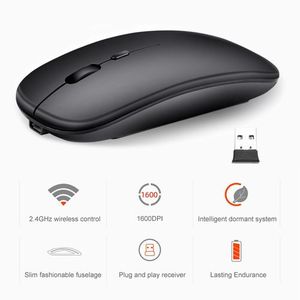 1600
2.4GHz wireless control
1600DPI
Intelligent dormant system
Slim fashionable fuselage
Plug and play receiver
Lasting Endurance